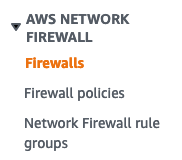 AWS NETWORK
FIREWALL
Firewalls
Firewall policies
Network Firewall rule
groups